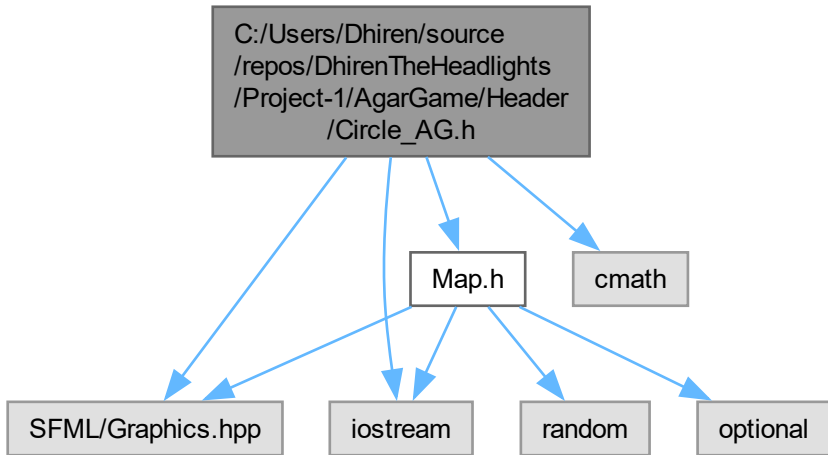 C:/Users/Dhiren/source
/repos/DhirenTheHeadlights
/Project-1/AgarGame/Header
/Circle_AG.h
Map.h
cmath
SFML/Graphics.hpp
iostream
random
optional